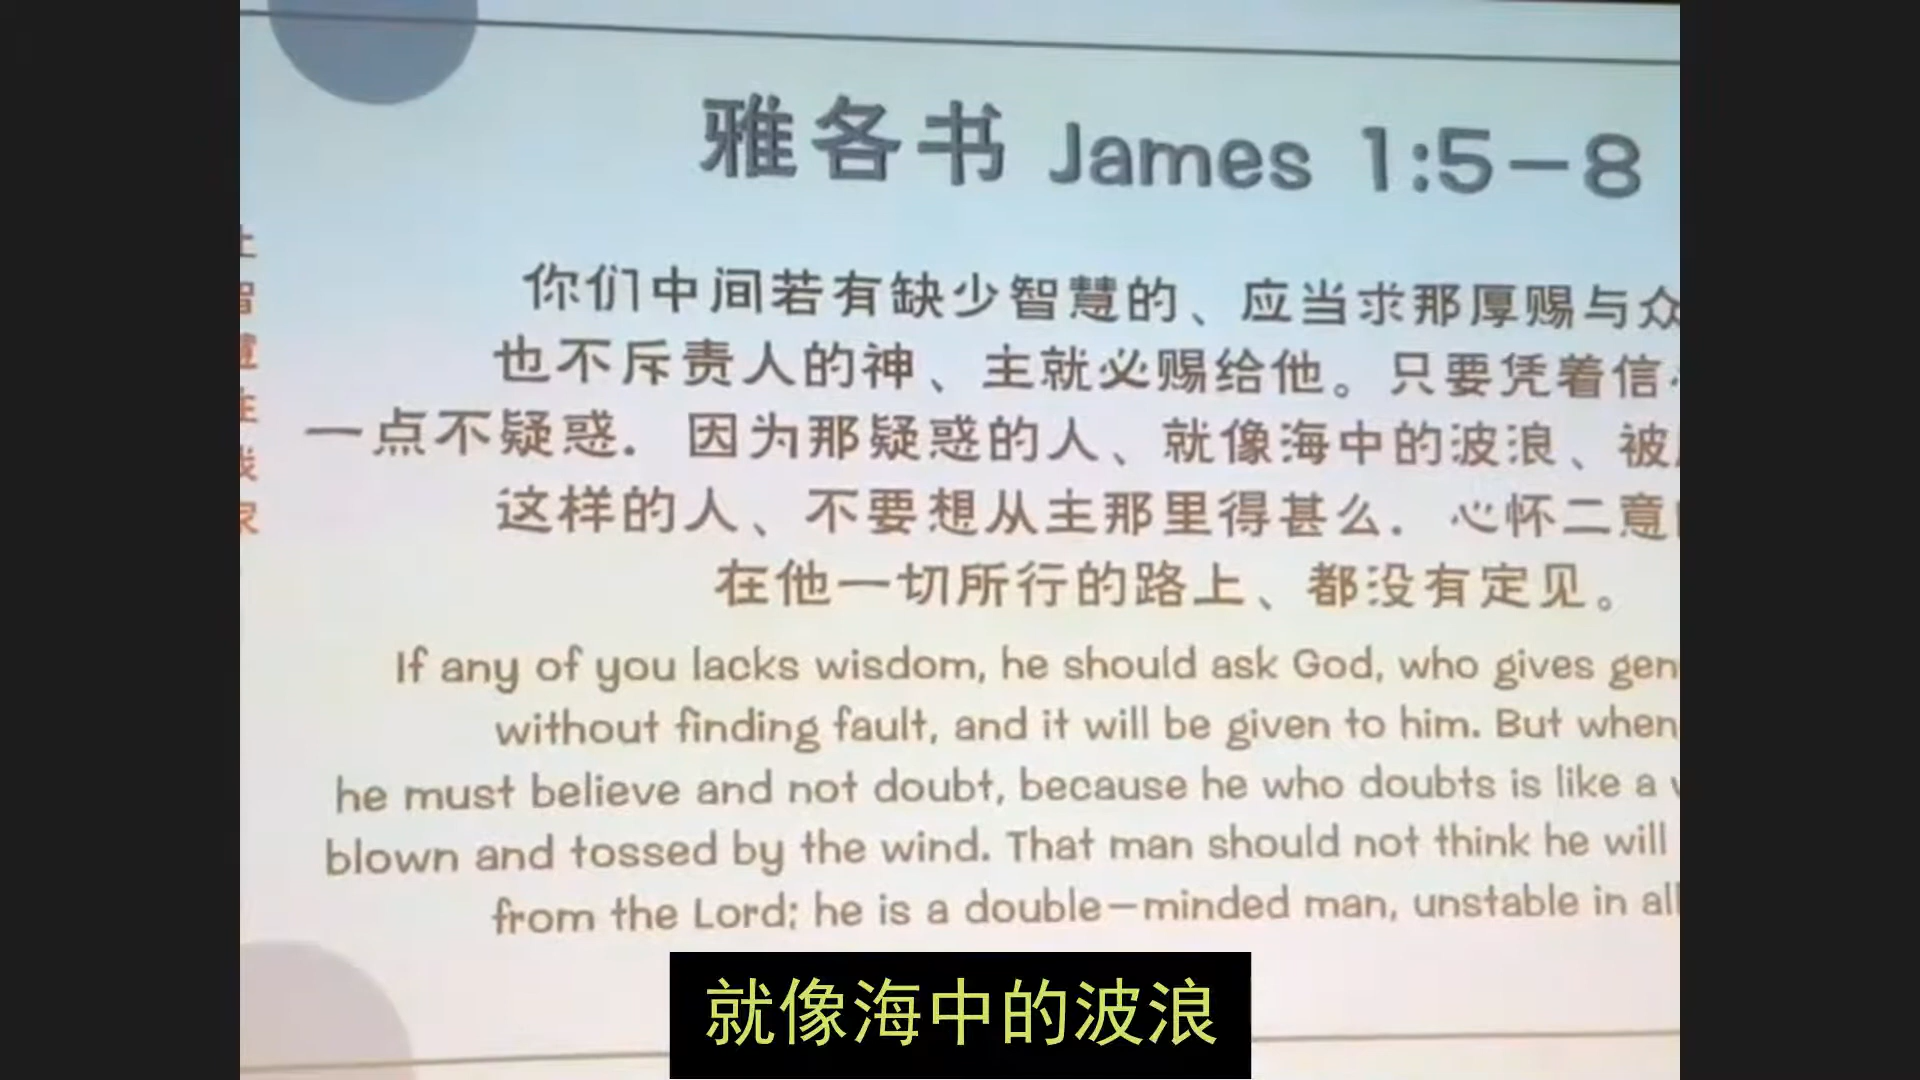 雅各书 James 1:5-8
你们中间若有缺少智慧的、应当求那厚赐与众
也不斥责人的神、主就必赐给他。只要凭着信
一点不疑惑. 因为那疑惑的人、就像海中的波浪、被
这样的人、不要想从主那里得甚么. 心怀二意
在他一切所行的路上、都没有定见。
If any of you lacks wisdom, he should ask God, who gives gen
without finding fault, and it will be given to him. But when
he must believe and not doubt, because he who doubts is like a
blown and tossed by the wind. That man should not think he will
from the Lord; he is a double-minded man, unstable in all
就像海中的波浪